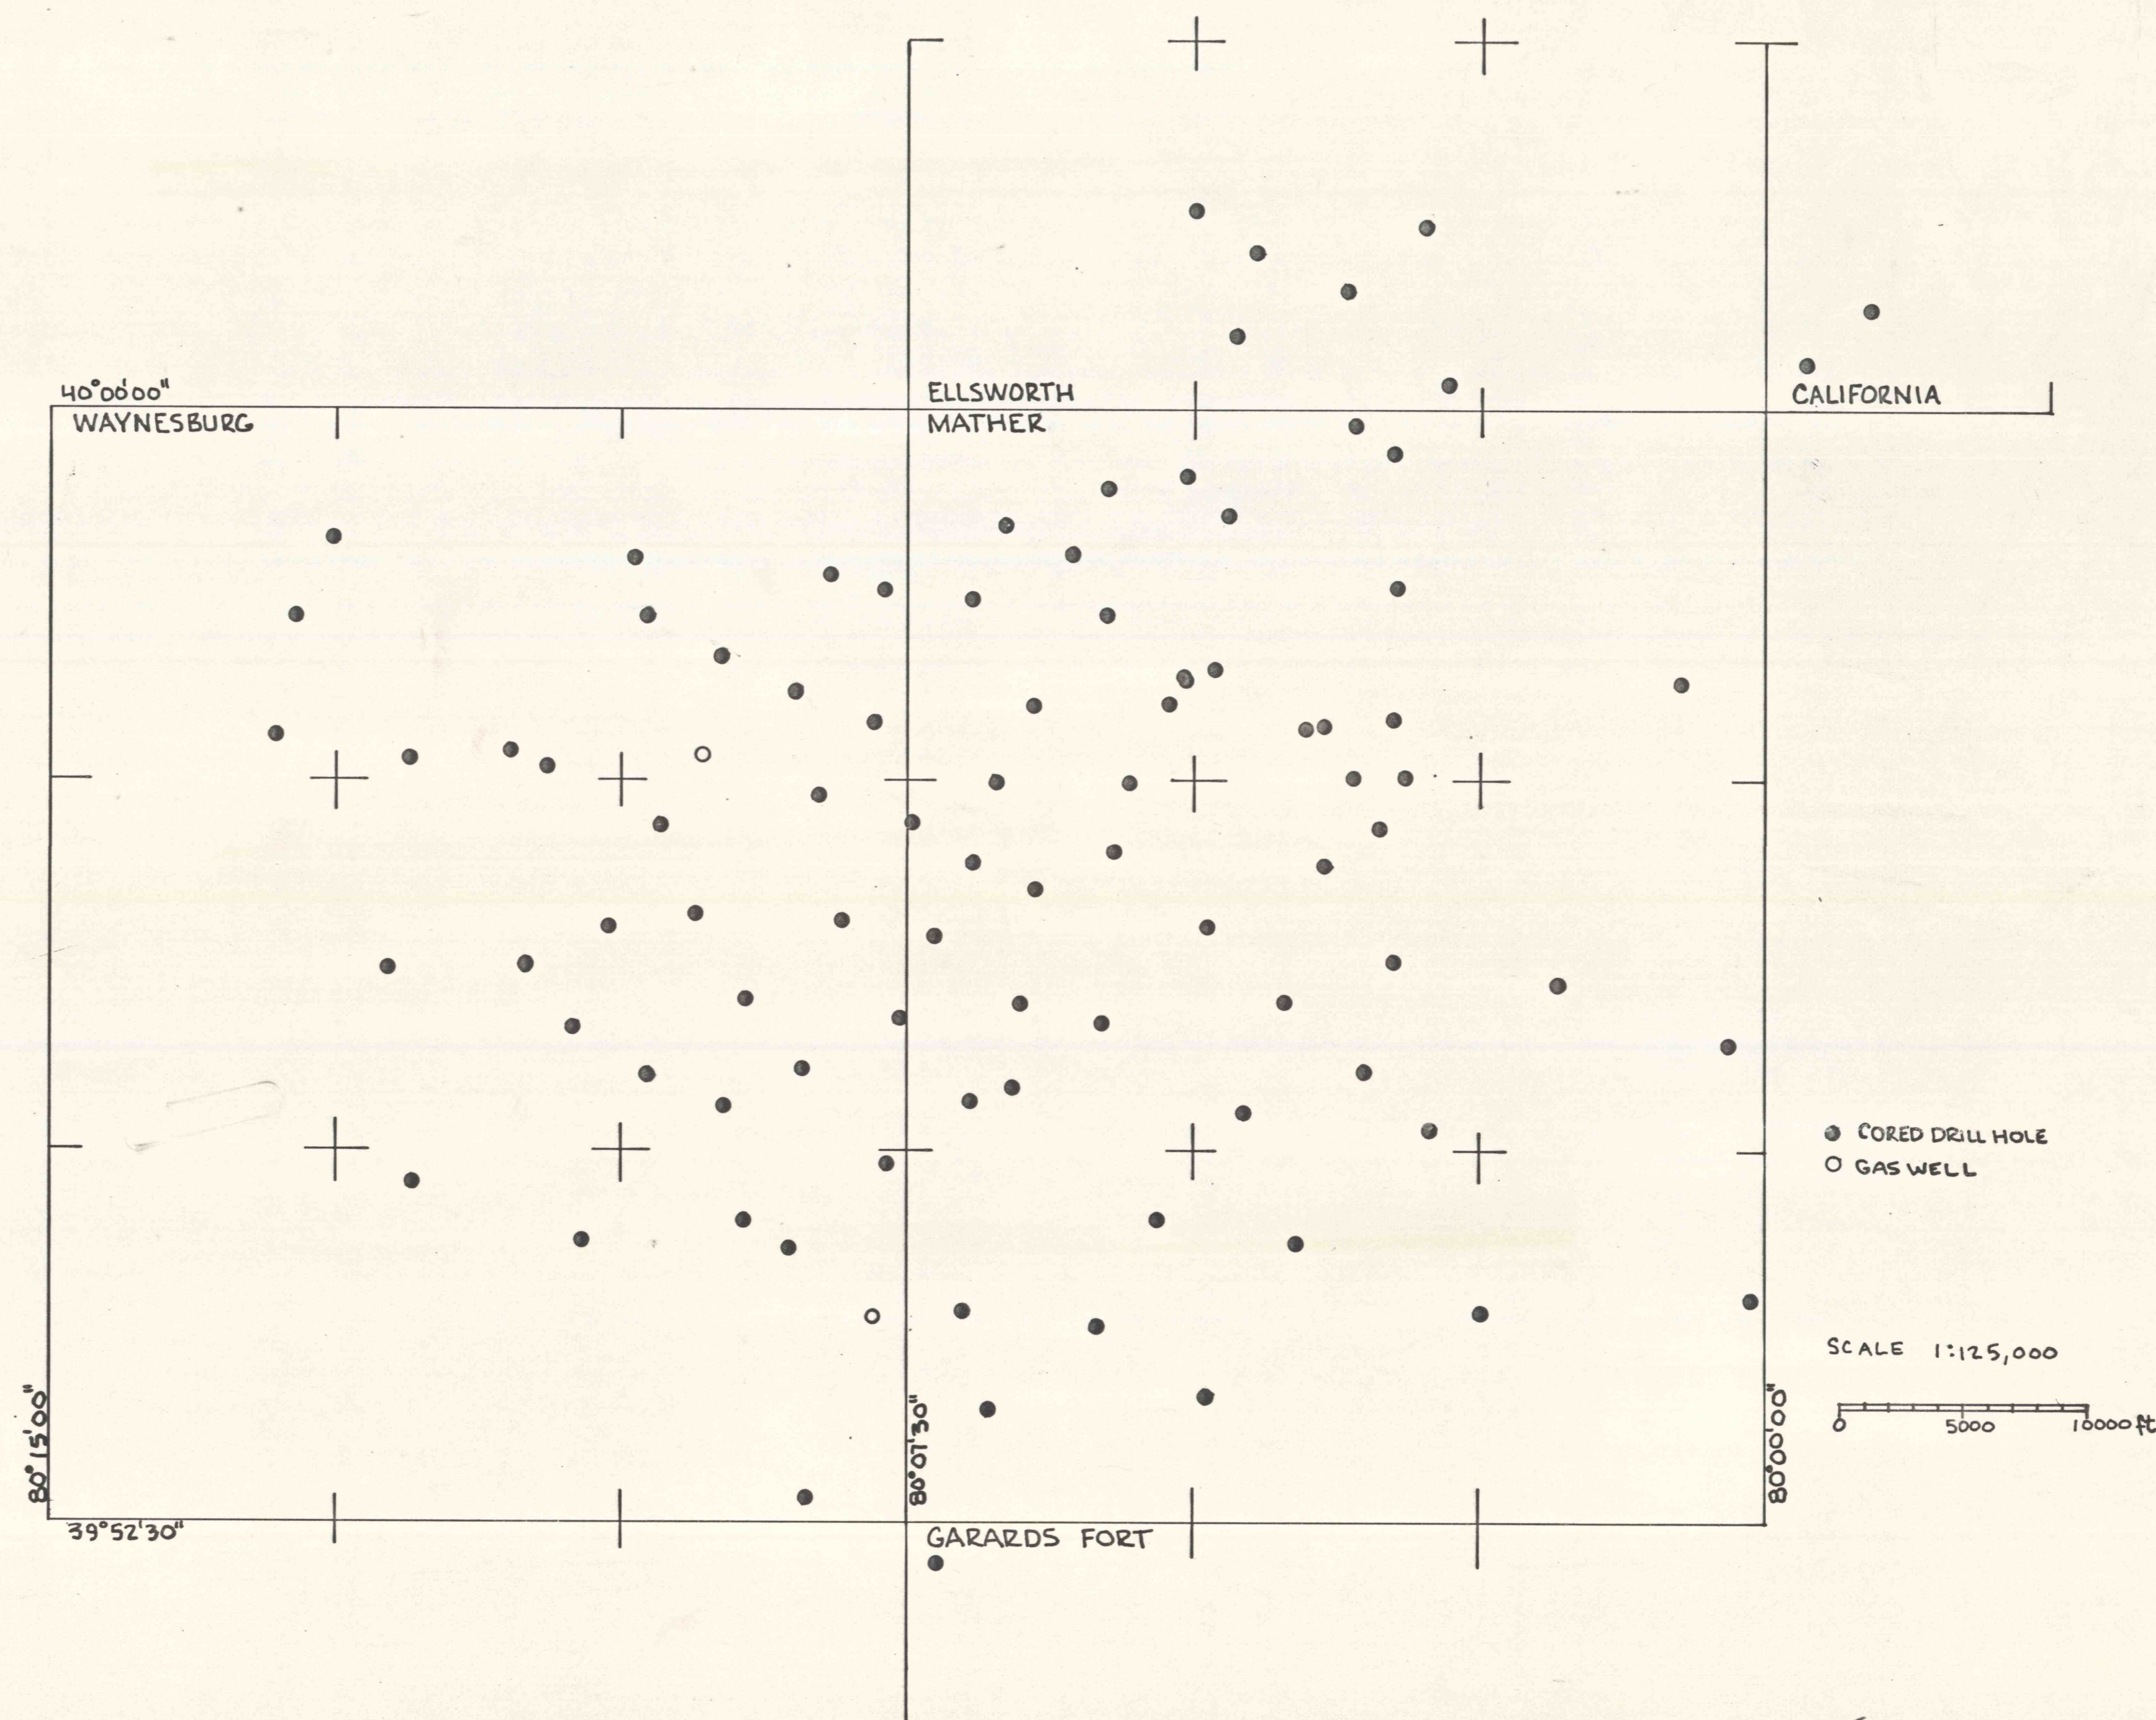 40°00'00"
ELLSWORTH
CALIFORNIA
WAYNESBURG
MATHER
CORED DRILL HOLE
GAS WELL
SCALE 1:125,000
0 5000 10000 ft
80°15'00"
80°07'30"
80°00'00"
39°52'30"
GARARDS FORT